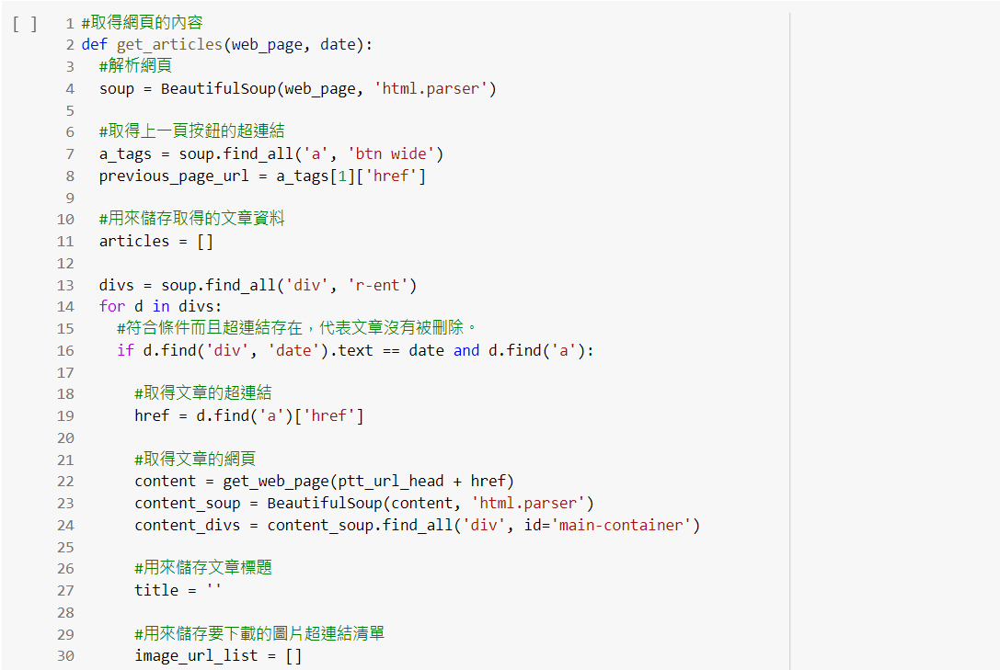 [ ] 1 #取得網頁的內容
2 def get_articles(web_page, date):
3 #解析網頁
4 soup = BeautifulSoup(web_page, 'html.parser')
5
6 #取得上一頁按鈕的超連結
7 a_tags = soup.find_all('a', 'btn wide')
8 previous_page_url = a_tags[1]['href']
9
10 #用來儲存取得的文章資料
11 articles = []
12
13 divs = soup.find_all('div', 'r-ent')
14 for d in divs:
15 #符合條件而且超連結存在，代表文章沒有被刪除。
16 if d.find('div', 'date').text == date and d.find('a'):
17
18 #取得文章的超連結
19 href = d.find('a')['href']
20
21 #取得文章的網頁
22 content = get_web_page(ptt_url_head + href)
23 content_soup = BeautifulSoup(content, 'html.parser')
24 content_divs = content_soup.find_all('div', id='main-container')
25
26 #用來儲存文章標題
27 title = ''
28
29 #用來儲存要下載的圖片超連結清單
30 image_url_list = []